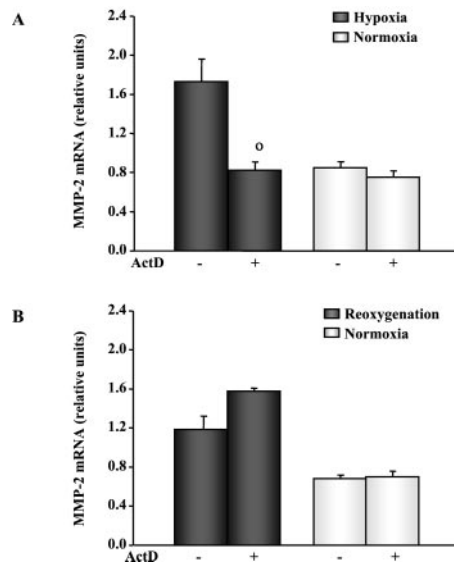 A
Hypoxia
Normoxia
MMP-2 mRNA (relative units)
2.4
2.0
1.6
1.2
0.8
0.4
0.0
o
ActD - + - +
B
Reoxygenation
Normoxia
MMP-2 mRNA (relative units)
2.4
2.0
1.6
1.2
0.8
0.4
0.0
ActD - + - +